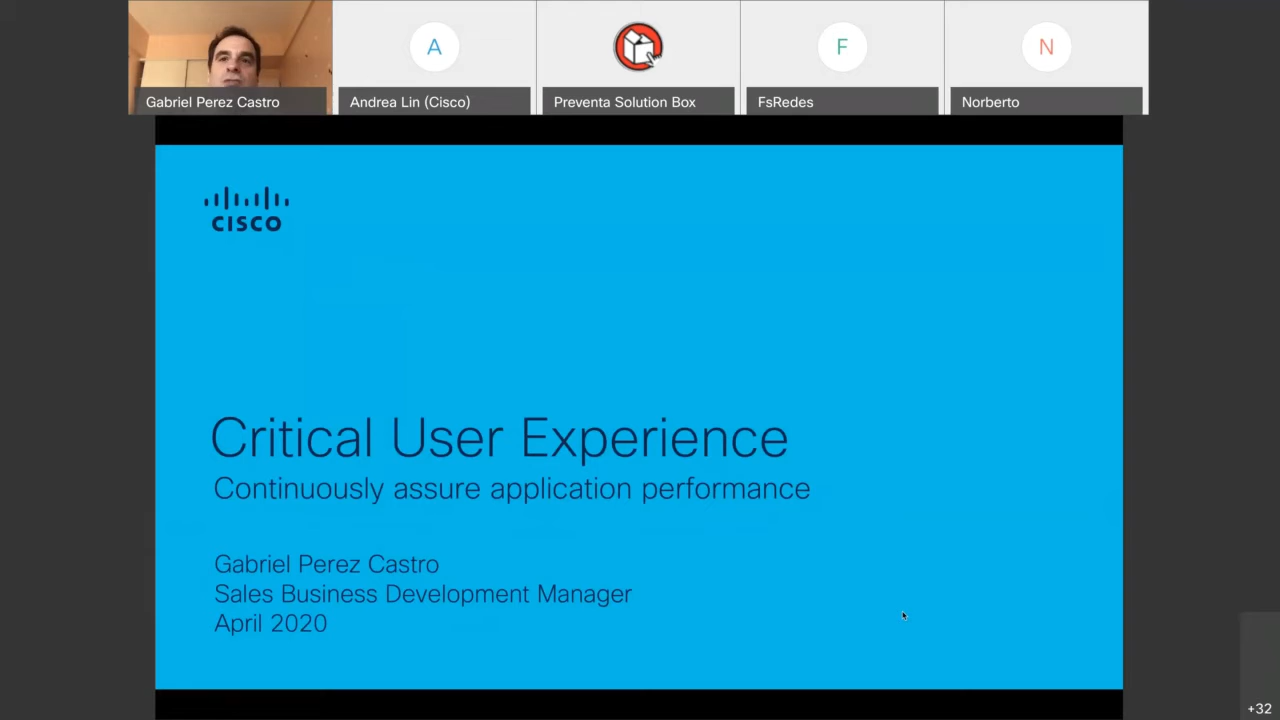 Gabriel Perez Castro
A
Andrea Lin (Cisco)
Preventa Solution Box
F
FsRedes
N
Norberto
CISCO
Critical User Experience
Continuously assure application performance
Gabriel Perez Castro
Sales Business Development Manager
April 2020
+32